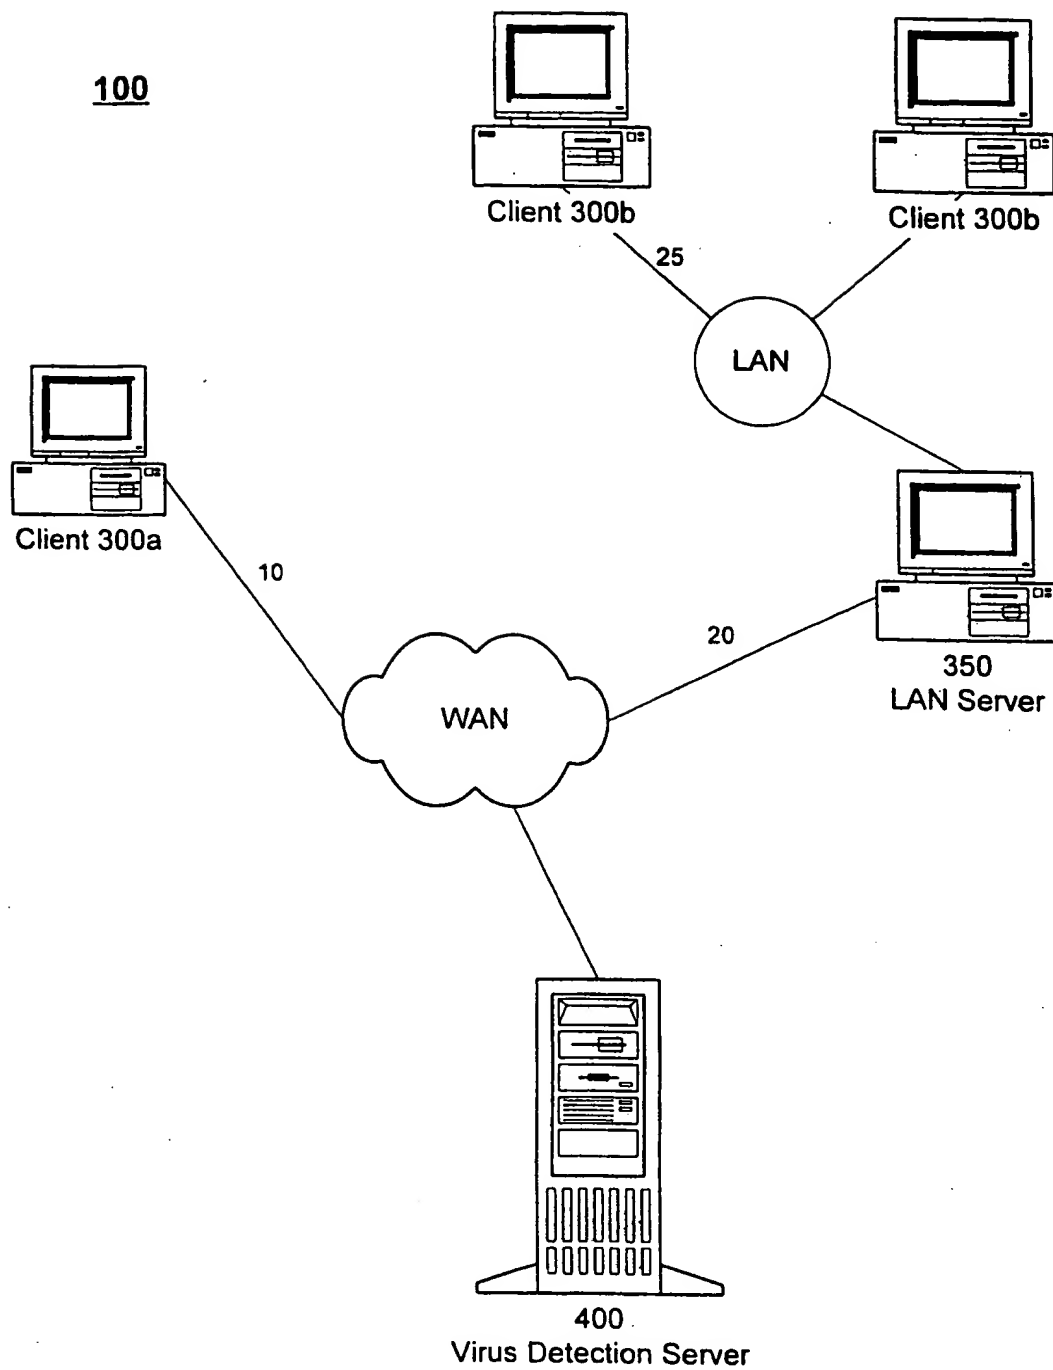 100
Client 300b
Client 300b
25
LAN
Client 300a
10
20
350
LAN Server
WAN
400
Virus Detection Server